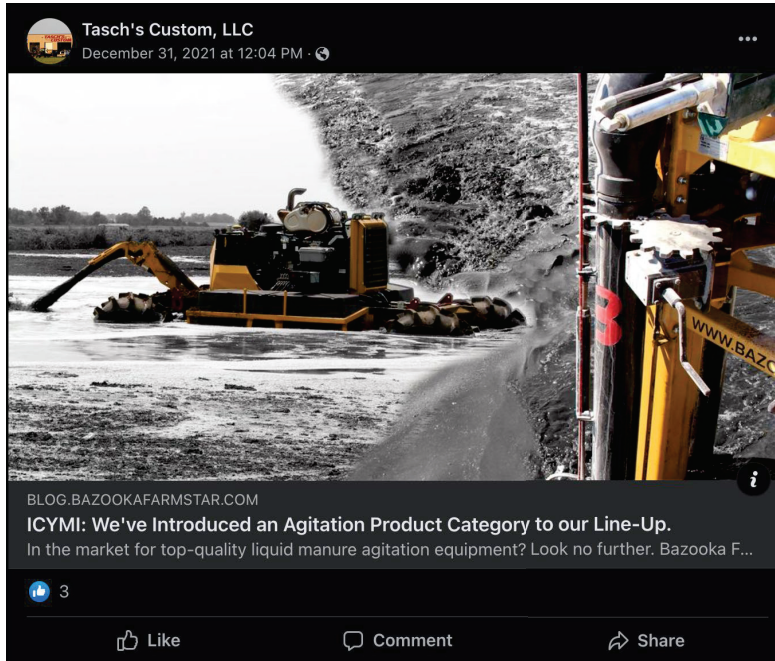 Tasch's Custom, LLC
December 31, 2021 at 12:04 PM ·
B
WWW.BAZO
BLOG.BAZOOKAFARMSTAR.COM
ICYMI: We've Introduced an Agitation Product Category to our Line-Up.
In the market for top-quality liquid manure agitation equipment? Look no further. Bazooka F...
3
Like
Comment
Share